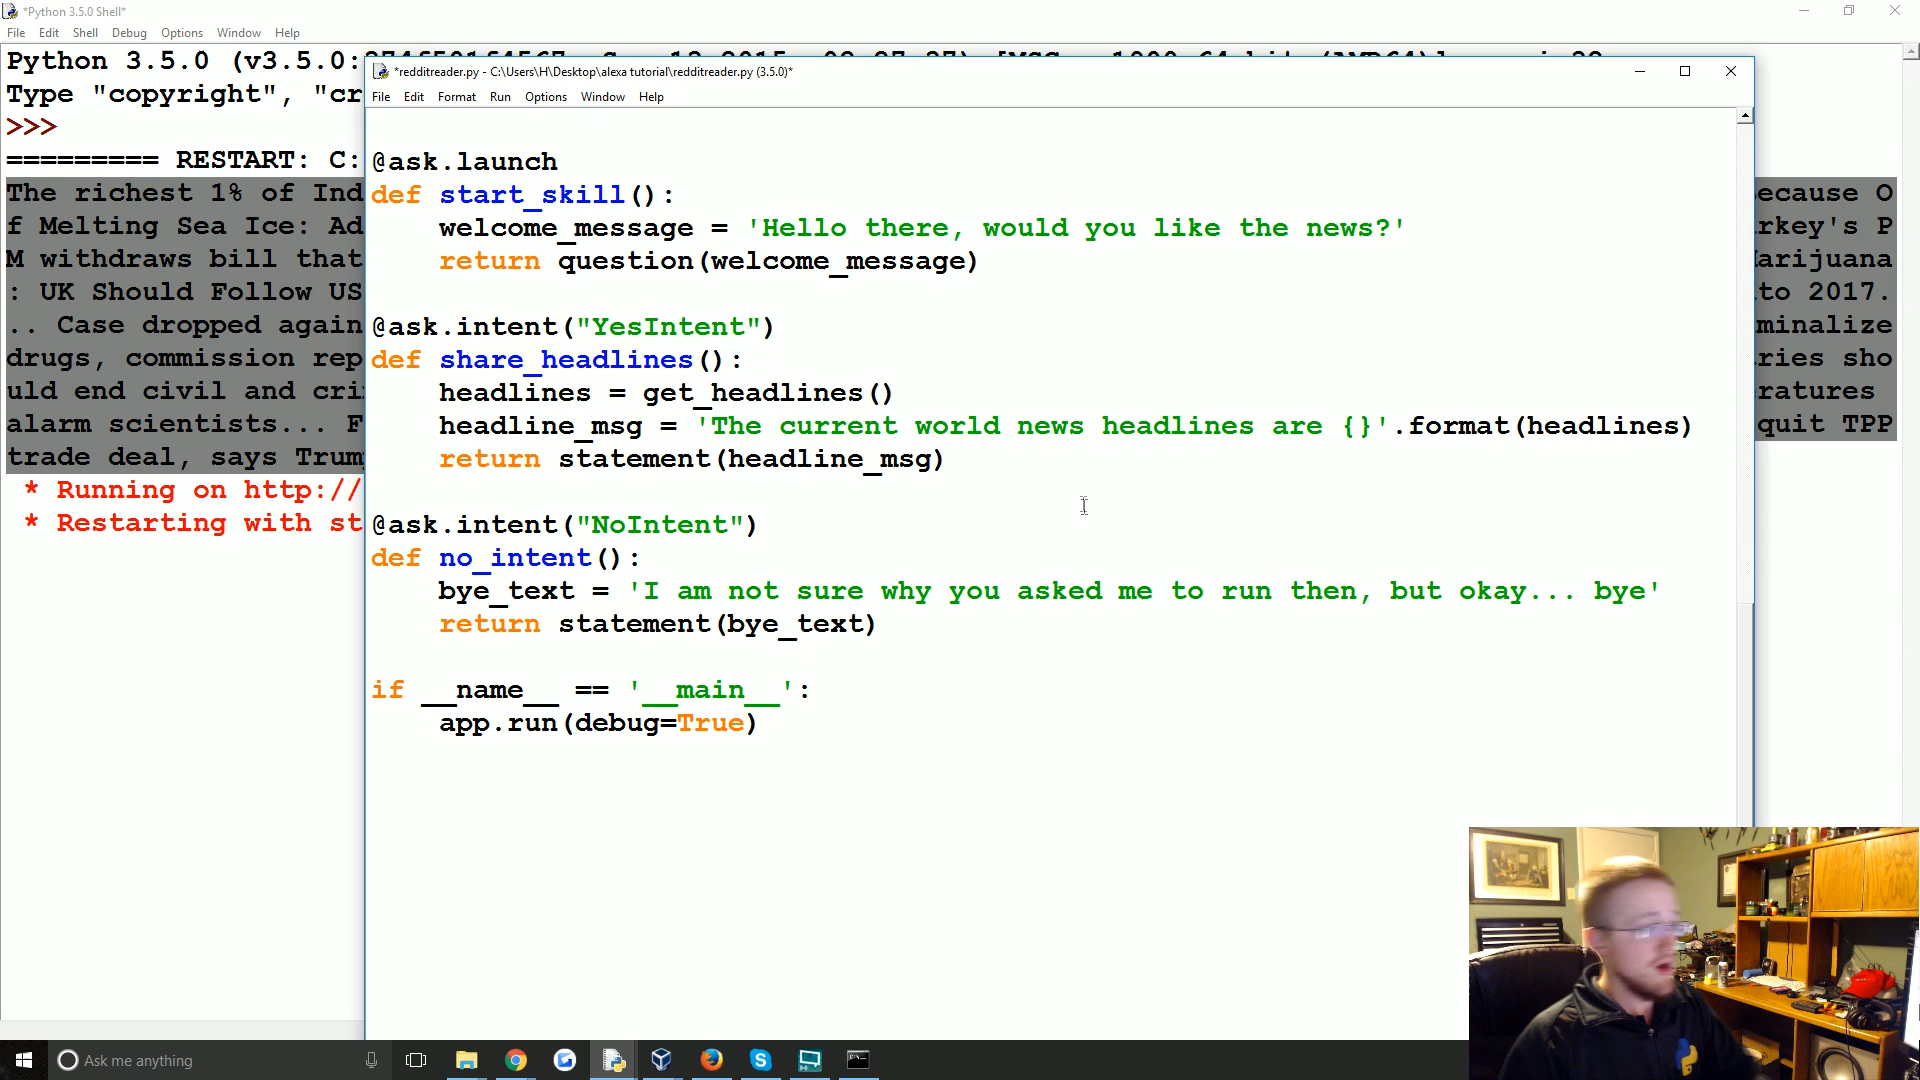 *Python 3.5.0 Shell*
File Edit Shell Debug Options Window Help
Python 3.5.0 (v3.5.0:
Type "copyright", "cr
>>>
========= RESTART: C:
The richest 1% of Ind
ecause O
f Melting Sea Ice: Ad
rkey's P
M withdraws bill that
arijuana
: UK Should Follow US
to 2017.
.. Case dropped again
minalize
drugs, commission rep
ries sho
uld end civil and cri
ratures
alarm scientists... F
quit TPP
trade deal, says Trum
* Running on http://
* Restarting with st
*redditreader.py - C:\Users\H\Desktop\alexa tutorial\redditreader.py (3.5.0)*
File Edit Format Run Options Window Help
@ask.launch
def start_skill():
    welcome_message = 'Hello there, would you like the news?'
    return question(welcome_message)
@ask.intent("YesIntent")
def share_headlines():
    headlines = get_headlines()
    headline_msg = 'The current world news headlines are {}'.format(headlines)
    return statement(headline_msg)
@ask.intent("NoIntent")
def no_intent():
    bye_text = 'I am not sure why you asked me to run then, but okay... bye'
    return statement(bye_text)
if __name__ == '__main__':
    app.run(debug=True)
Ask me anything